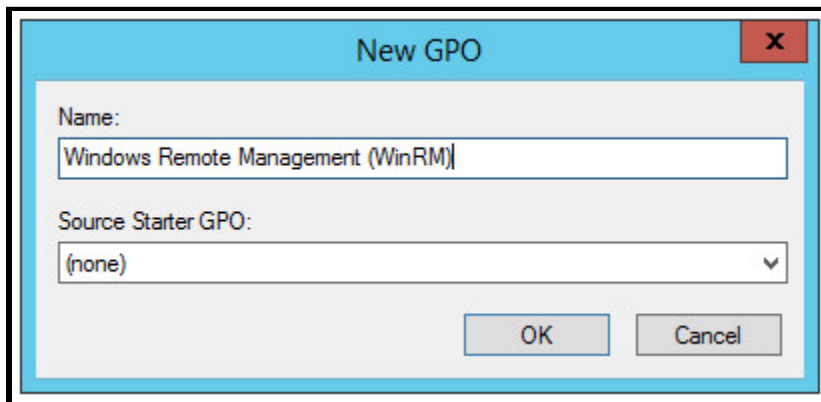 New GPO
x
Name:
Windows Remote Management (WinRM)
Source Starter GPO:
(none)
OK Cancel